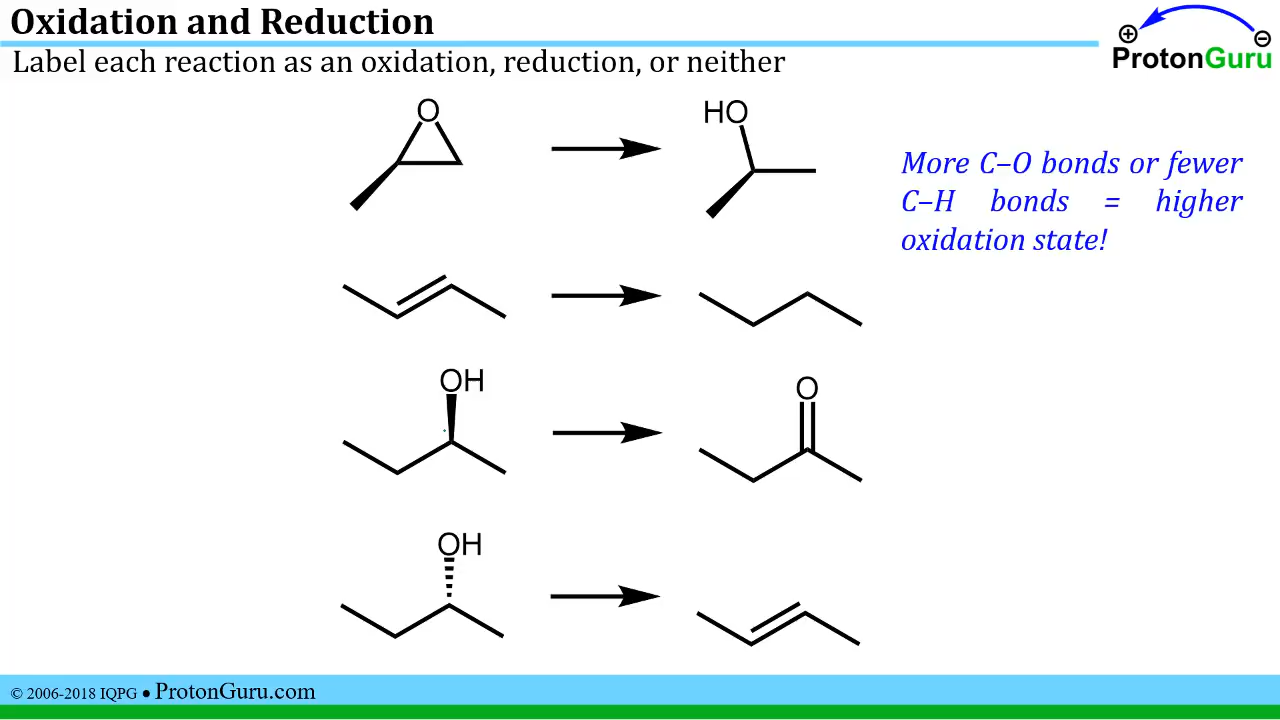 Oxidation and Reduction
ProtonGuru
Label each reaction as an oxidation, reduction, or neither
O
HO
More C–O bonds or fewer
C–H bonds = higher
oxidation state!
OH
O
OH
© 2006-2018 IQPG ● ProtonGuru.com